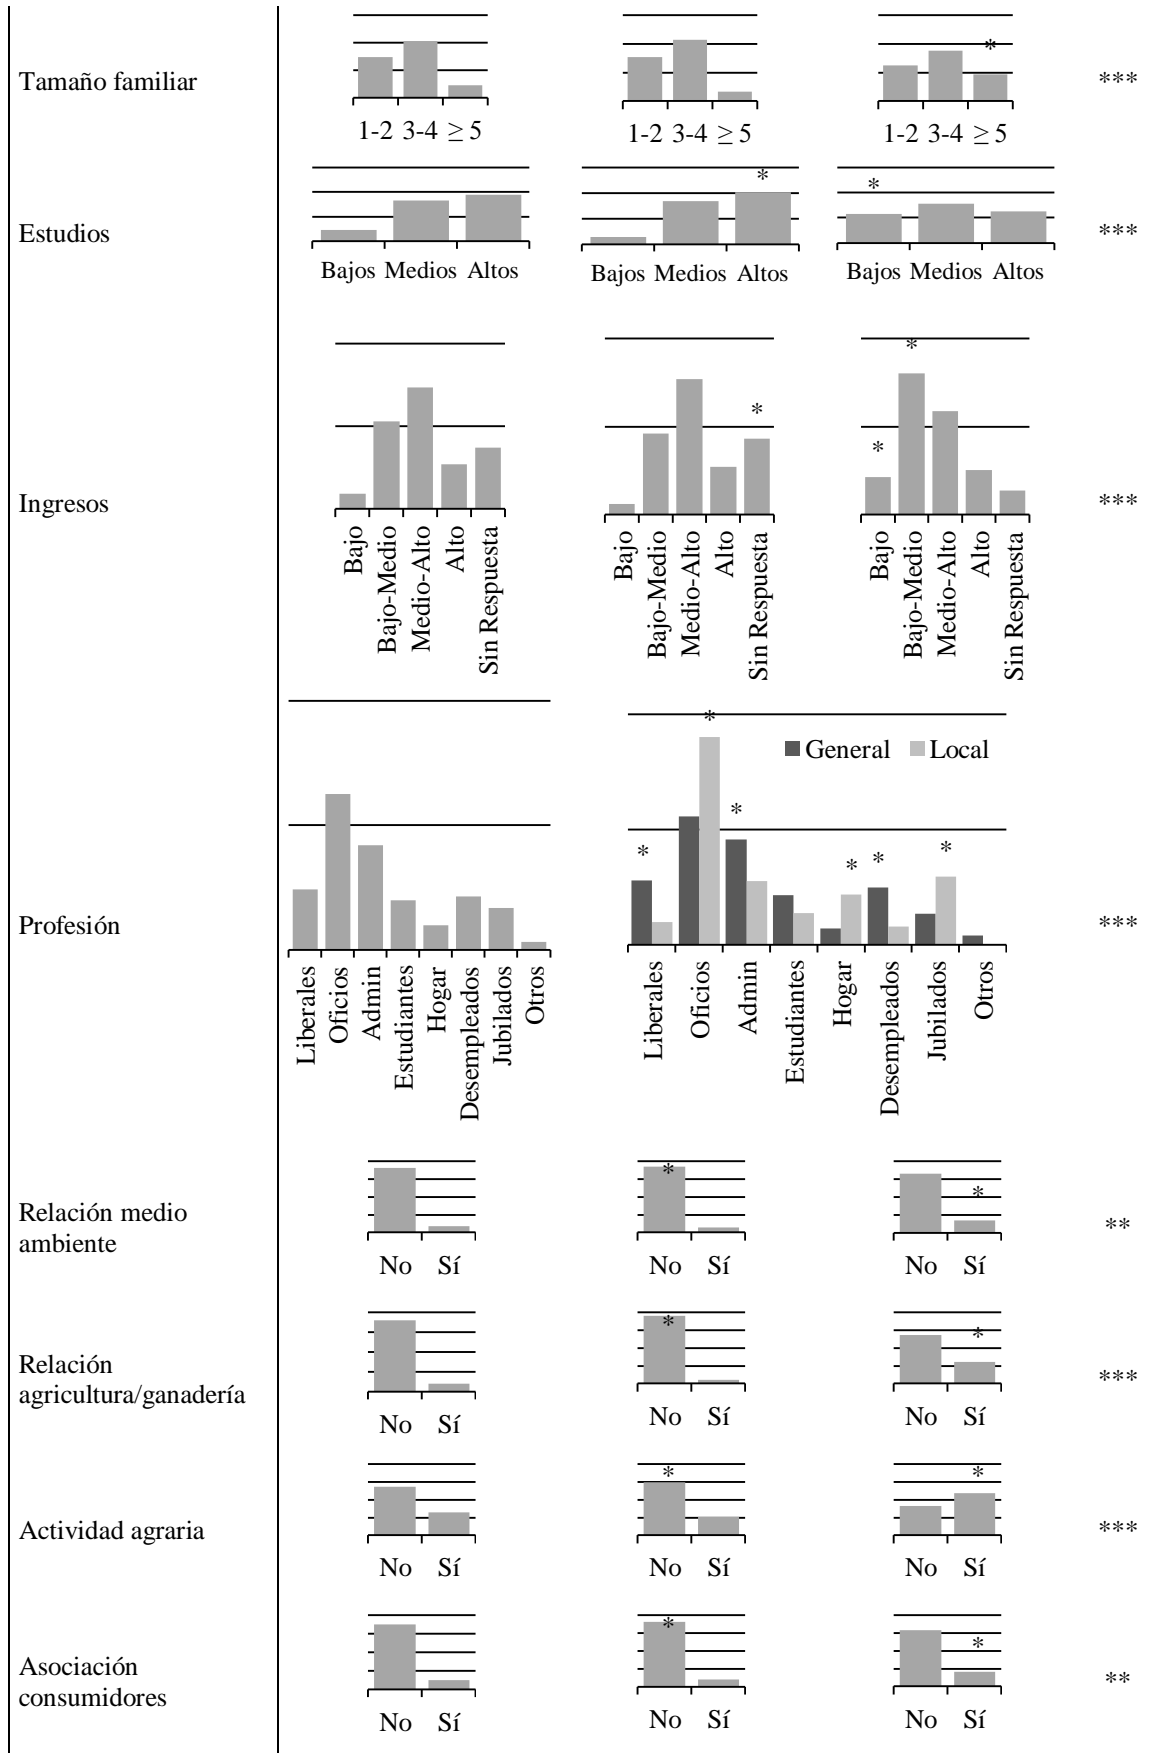 *
Tamaño familiar
***
1-2 3-4 ≥ 5
1-2 3-4 ≥ 5
1-2 3-4 ≥ 5
*
*
Estudios
***
Bajos Medios Altos
Bajos Medios Altos
Bajos Medios Altos
*
*
*
Ingresos
***
Bajo
Bajo-Medio
Medio-Alto
Alto
Sin Respuesta
Bajo
Bajo-Medio
Medio-Alto
Alto
Sin Respuesta
Bajo
Bajo-Medio
Medio-Alto
Alto
Sin Respuesta
*
General Local
*
*
*
*
*
Profesión
***
Liberales
Oficios
Admin
Estudiantes
Hogar
Desempleados
Jubilados
Otros
Liberales
Oficios
Admin
Estudiantes
Hogar
Desempleados
Jubilados
Otros
*
*
Relación medio
ambiente
**
No Sí
No Sí
No Sí
*
*
Relación
agricultura/ganadería
***
No Sí
No Sí
No Sí
*
*
Actividad agraria
***
No Sí
No Sí
No Sí
*
*
Asociación
consumidores
**
No Sí
No Sí
No Sí